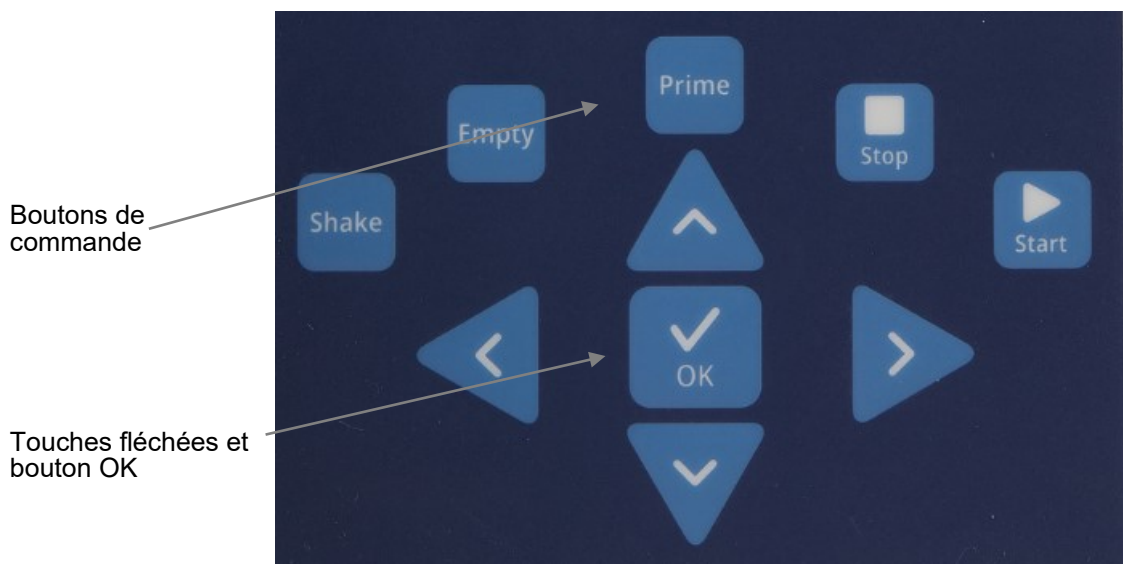 Prime
Empty
Stop
Shake
Start
Boutons de
commande
OK
Touches fléchées et
bouton OK